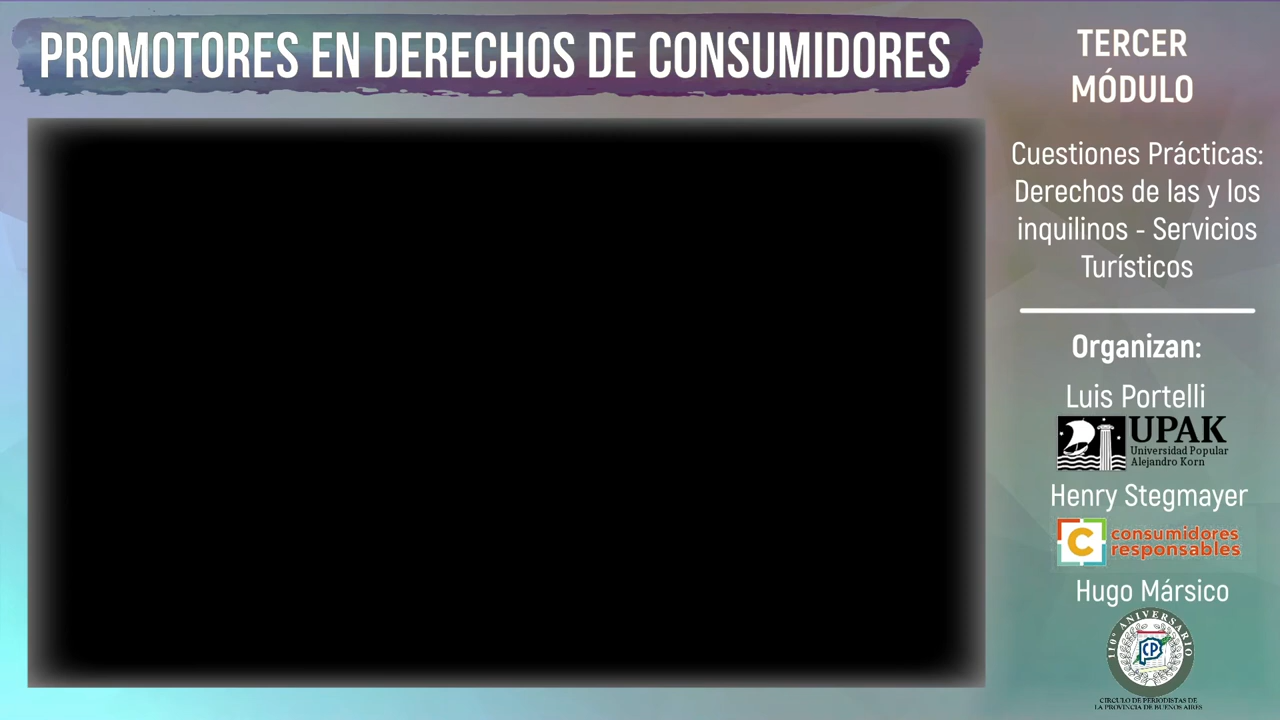 PROMOTORES EN DERECHOS DE CONSUMIDORES
TERCER
MÓDULO
Cuestiones Prácticas:
Derechos de las y los
inquilinos - Servicios
Turísticos
Organizan:
Luis Portelli
UPAK
Universidad Popular
Alejandro Korn
Henry Stegmayer
C
consumidores
responsables
Hugo Mársico
110° ANIVERSARIO
CP
CIRCULO DE PERIODISTAS DE
LA PROVINCIA DE BUENOS AIRES